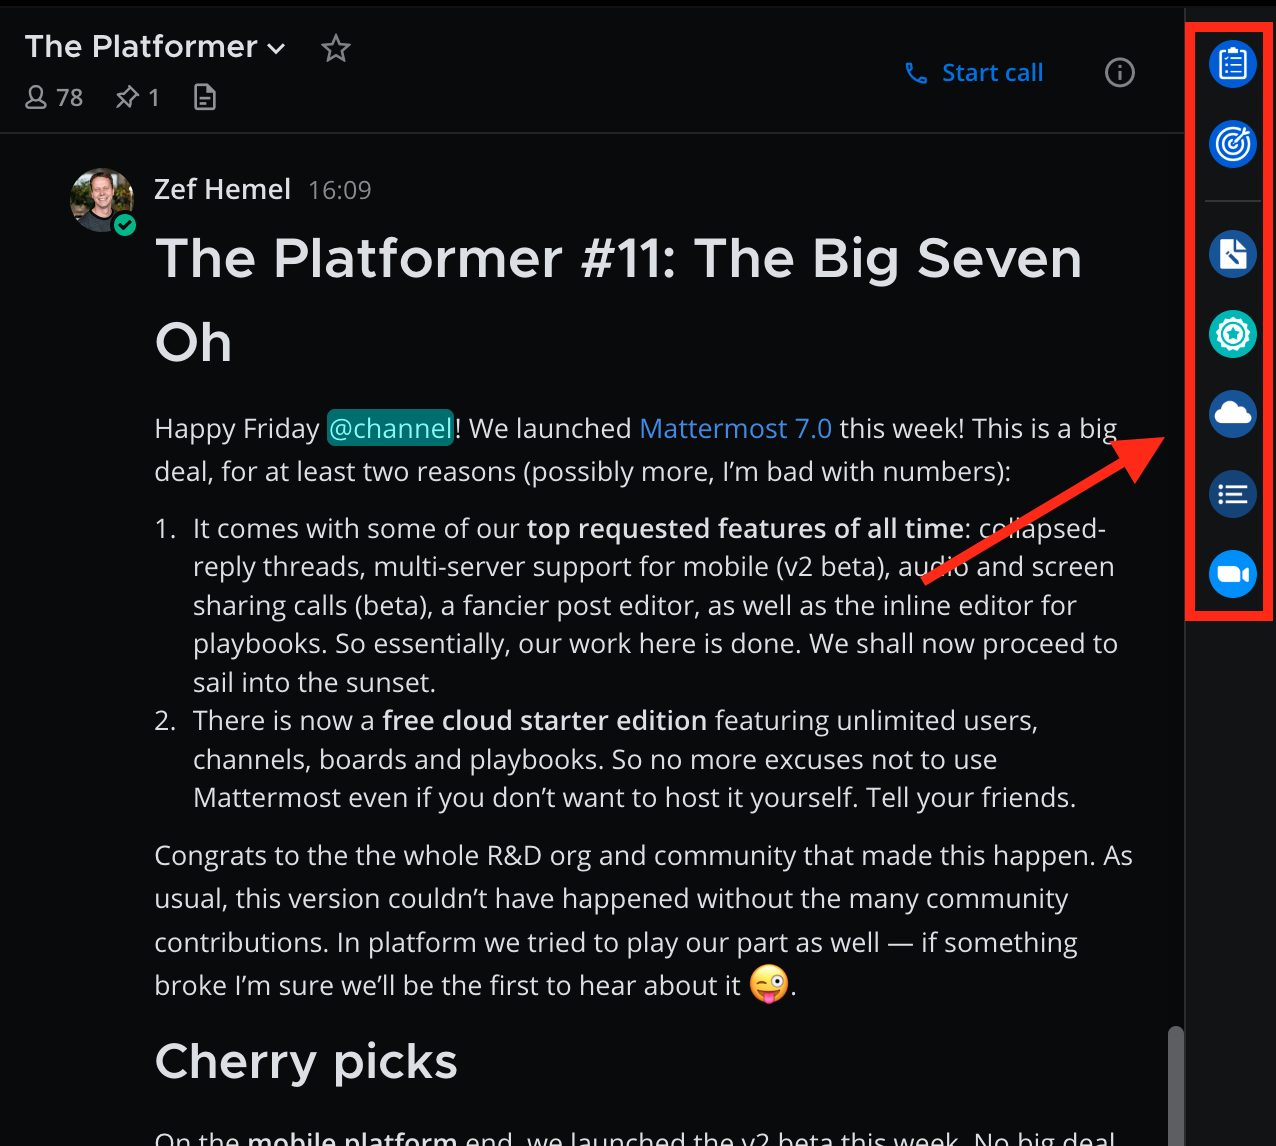 The Platformer
78 1
Start call
Zef Hemel 16:09
The Platformer #11: The Big Seven
Oh
Happy Friday @channel! We launched Mattermost 7.0 this week! This is a big
deal, for at least two reasons (possibly more, I’m bad with numbers):
1. It comes with some of our top requested features of all time: collapsed-
reply threads, multi-server support for mobile (v2 beta), audio and screen
sharing calls (beta), a fancier post editor, as well as the inline editor for
playbooks. So essentially, our work here is done. We shall now proceed to
sail into the sunset.
2. There is now a free cloud starter edition featuring unlimited users,
channels, boards and playbooks. So no more excuses not to use
Mattermost even if you don’t want to host it yourself. Tell your friends.
Congrats to the the whole R&D org and community that made this happen. As
usual, this version couldn’t have happened without the many community
contributions. In platform we tried to play our part as well — if something
broke I’m sure we’ll be the first to hear about it 😜.
Cherry picks
On the mobile platform end, we launched the v2 beta this week. No big deal